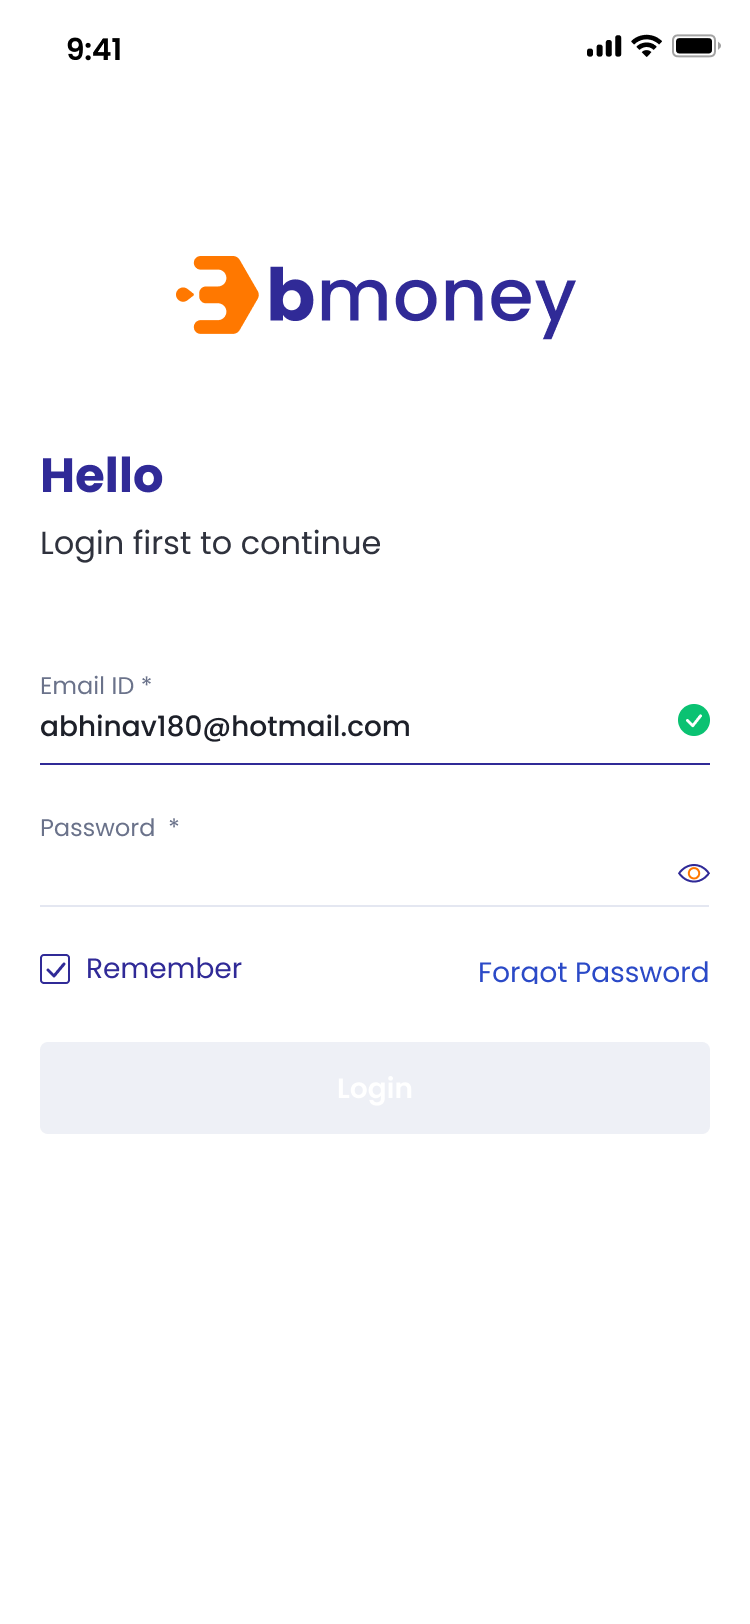 9:41
bmoney
Hello
Login first to continue
Email ID *
abhinav180@hotmail.com
Password *
Remember
Forgot Password
Login